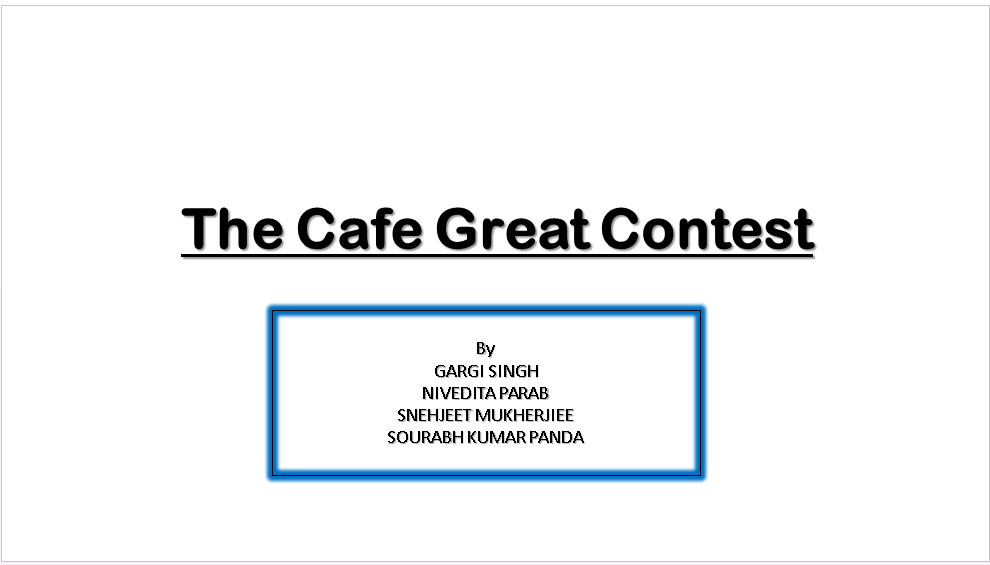 The Cafe Great Contest
By
GARGI SINGH
NIVEDITA PARAB
SNEHJEET MUKHERJIEE
SOURABH KUMAR PANDA